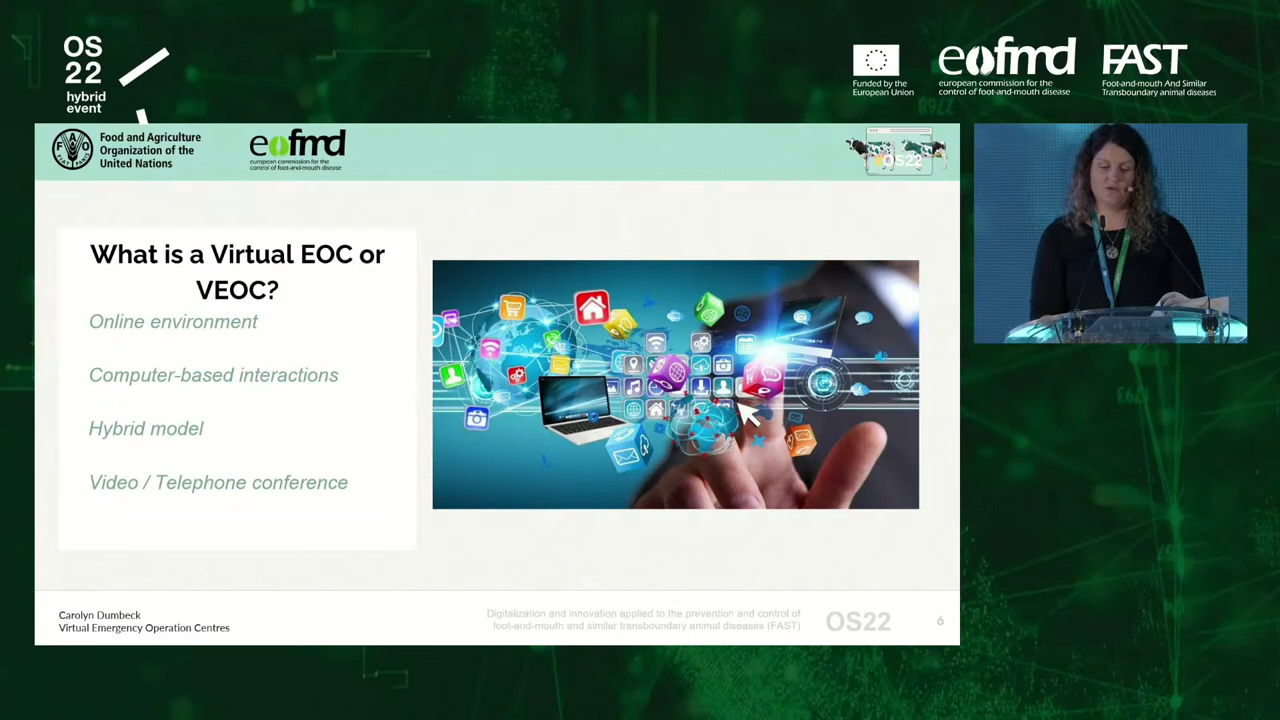 OS
22
hybrid
event
Funded by the
European Union
eofmd
european commission for the
control of foot-and-mouth disease
FAST
Foot-and-mouth And Similar
Transboundary animal diseases
Food and Agriculture
Organization of the
United Nations
eofmd
european commission for the
control of foot-and-mouth disease
#OS22
What is a Virtual EOC or
VEOC?
Online environment
Computer-based interactions
Hybrid model
Video / Telephone conference
Carolyn Dumbeck
Virtual Emergency Operation Centres
Digitalization and innovation applied to the prevention and control of
foot-and-mouth and similar transboundary animal diseases (FAST)
OS22
6